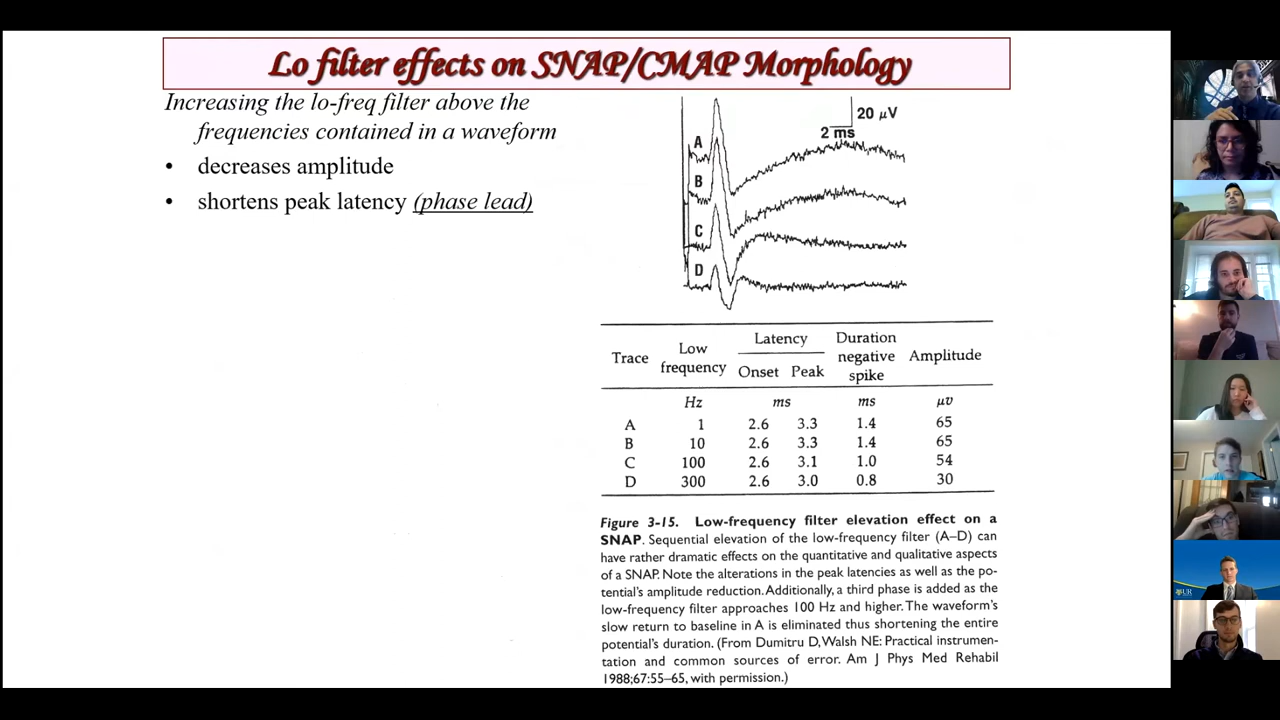 Lo filter effects on SNAP/CMAP Morphology
Increasing the lo-freq filter above the
frequencies contained in a waveform
• decreases amplitude
• shortens peak latency (phase lead)
20 μV
2 ms
A
B
C
D
Trace Low frequency Latency Onset Peak Duration negative spike Amplitude
Hz ms ms μv
A 1 2.6 3.3 1.4 65
B 10 2.6 3.3 1.4 65
C 100 2.6 3.1 1.0 54
D 300 2.6 3.0 0.8 30
Figure 3-15. Low-frequency filter elevation effect on a
SNAP. Sequential elevation of the low-frequency filter (A–D) can
have rather dramatic effects on the quantitative and qualitative aspects
of a SNAP. Note the alterations in the peak latencies as well as the po-
tential's amplitude reduction. Additionally, a third phase is added as the
low-frequency filter approaches 100 Hz and higher. The waveform's
slow return to baseline in A is eliminated thus shortening the entire
potential's duration. (From Dumitru D, Walsh NE: Practical instrumen-
tation and common sources of error. Am J Phys Med Rehabil
1988;67:55–65, with permission.)
UR